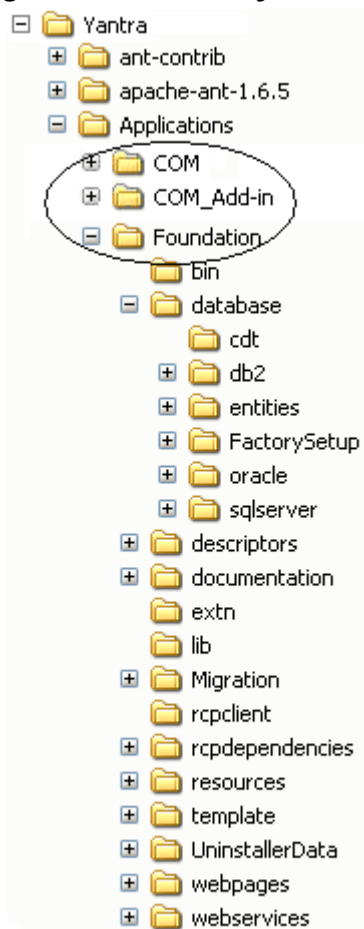 Yantra
ant-contrib
apache-ant-1.6.5
Applications
COM
COM_Add-in
Foundation
bin
database
cdt
db2
entities
FactorySetup
oracle
sqlserver
descriptors
documentation
extn
lib
Migration
rcpclient
rcpdependencies
resources
template
UninstallerData
webpages
webservices